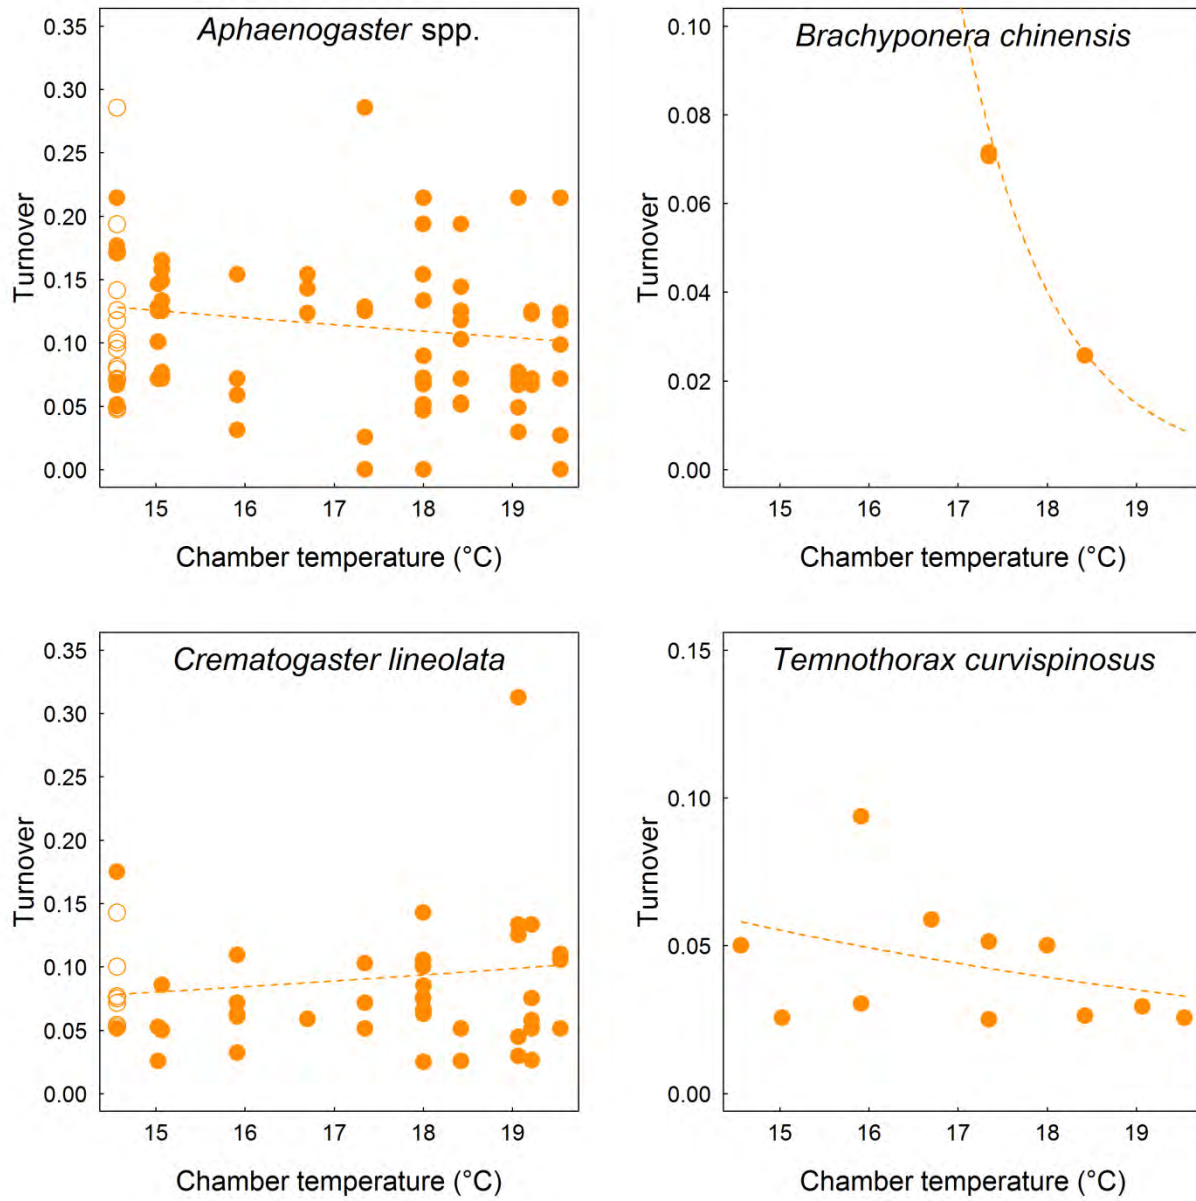 Aphaenogaster spp.
0.35
0.30
0.25
0.20
0.15
0.10
0.05
0.00
Turnover
15 16 17 18 19
Chamber temperature (°C)
Brachyponera chinensis
0.10
0.08
0.06
0.04
0.02
0.00
Turnover
15 16 17 18 19
Chamber temperature (°C)
Crematogaster lineolata
0.35
0.30
0.25
0.20
0.15
0.10
0.05
0.00
Turnover
15 16 17 18 19
Chamber temperature (°C)
Temnothorax curvispinosus
0.15
0.10
0.05
0.00
Turnover
15 16 17 18 19
Chamber temperature (°C)